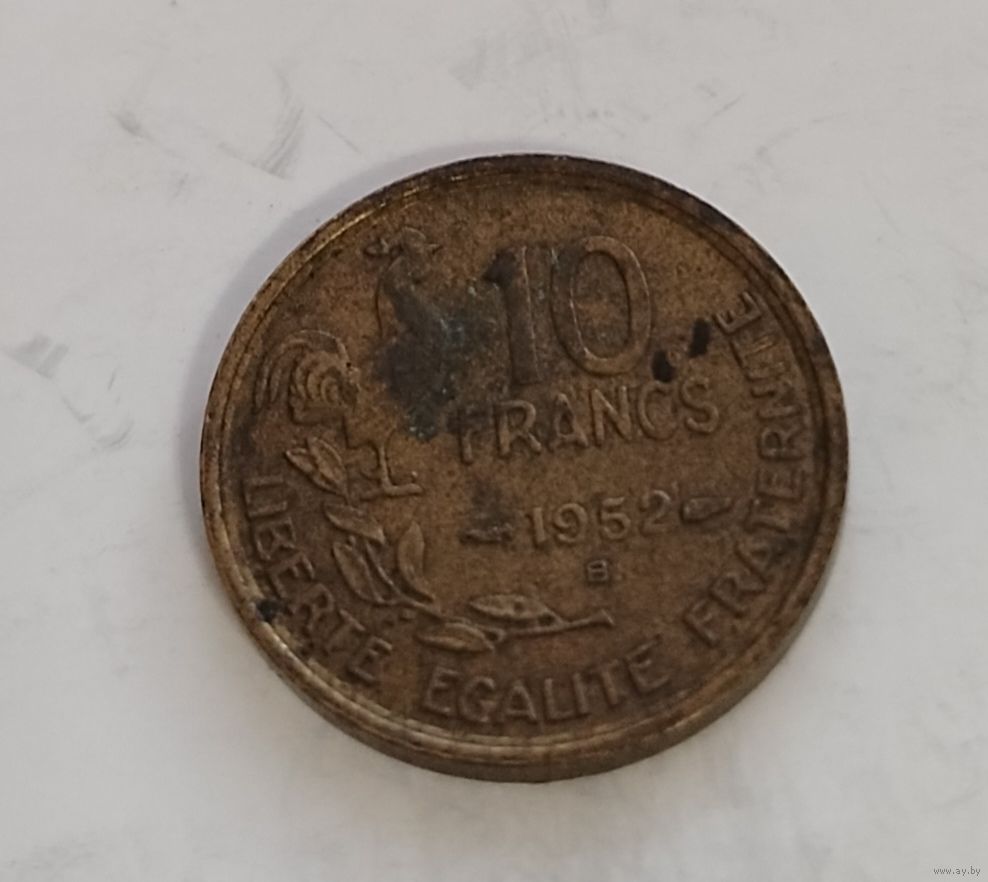 10
FRANCS
1952
B
LIBERTE EGALITE FRATERNITE
www.ay.by